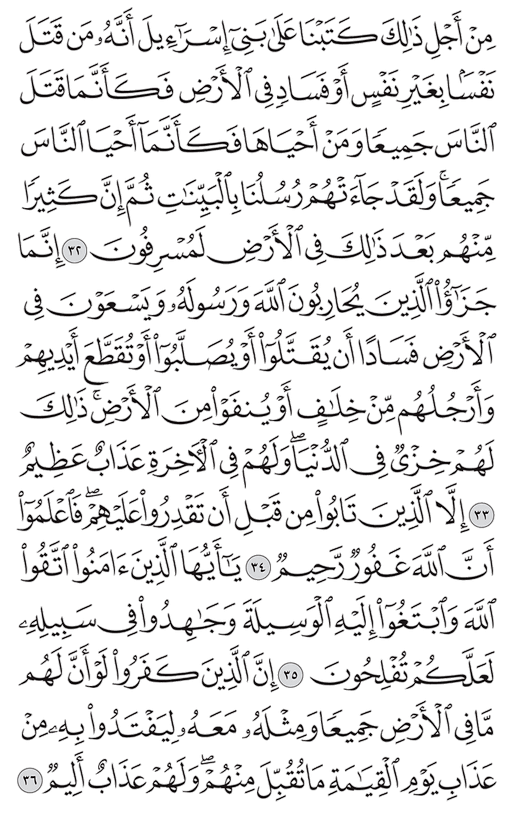 مِنْ أَجْلِ ذَٰلِكَ كَتَبْنَا عَلَىٰ بَنِىٓ إِسْرَٰٓءِيلَ أَنَّهُۥ مَن قَتَلَ
نَفْسًۢا بِغَيْرِ نَفْسٍ أَوْ فَسَادٍ فِى ٱلْأَرْضِ فَكَأَنَّمَا قَتَلَ
ٱلنَّاسَ جَمِيعًا وَمَنْ أَحْيَاهَا فَكَأَنَّمَآ أَحْيَا ٱلنَّاسَ
جَمِيعًا ۚ وَلَقَدْ جَآءَتْهُمْ رُسُلُنَا بِٱلْبَيِّنَٰتِ ثُمَّ إِنَّ كَثِيرًا
مِّنْهُم بَعْدَ ذَٰلِكَ فِى ٱلْأَرْضِ لَمُسْرِفُونَ ٣٢ إِنَّمَا
جَزَٰٓؤُا۟ ٱلَّذِينَ يُحَارِبُونَ ٱللَّهَ وَرَسُولَهُۥ وَيَسْعَوْنَ فِى
ٱلْأَرْضِ فَسَادًا أَن يُقَتَّلُوٓا۟ أَوْ يُصَلَّبُوٓا۟ أَوْ تُقَطَّعَ أَيْدِيهِمْ
وَأَرْجُلُهُم مِّنْ خِلَٰفٍ أَوْ يُنفَوْا۟ مِنَ ٱلْأَرْضِ ۚ ذَٰلِكَ
لَهُمْ خِزْىٌ فِى ٱلدُّنْيَا ۖ وَلَهُمْ فِى ٱلْءَاخِرَةِ عَذَابٌ عَظِيمٌ
٣٣ إِلَّا ٱلَّذِينَ تَابُوا۟ مِن قَبْلِ أَن تَقْدِرُوا۟ عَلَيْهِمْ ۖ فَٱعْلَمُوٓا۟
أَنَّ ٱللَّهَ غَفُورٌ رَّحِيمٌ ٣٤ يَٰٓأَيُّهَا ٱلَّذِينَ ءَامَنُوا۟ ٱتَّقُوا۟
ٱللَّهَ وَٱبْتَغُوٓا۟ إِلَيْهِ ٱلْوَسِيلَةَ وَجَٰهِدُوا۟ فِى سَبِيلِهِۦ
لَعَلَّكُمْ تُفْلِحُونَ ٣٥ إِنَّ ٱلَّذِينَ كَفَرُوا۟ لَوْ أَنَّ لَهُم
مَّا فِى ٱلْأَرْضِ جَمِيعًا وَمِثْلَهُۥ مَعَهُۥ لِيَفْتَدُوا۟ بِهِۦ مِنْ
عَذَابِ يَوْمِ ٱلْقِيَٰمَةِ مَا تُقُبِّلَ مِنْهُمْ ۖ وَلَهُمْ عَذَابٌ أَلِيمٌ ٣٦